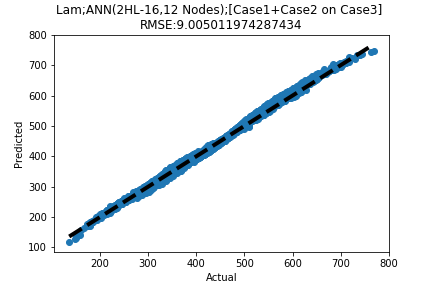 Lam;ANN(2HL-16,12 Nodes);[Case1+Case2 on Case3]
RMSE:9.005011974287434
800
700
600
500
400
300
200
100
Predicted
200 300 400 500 600 700 800
Actual